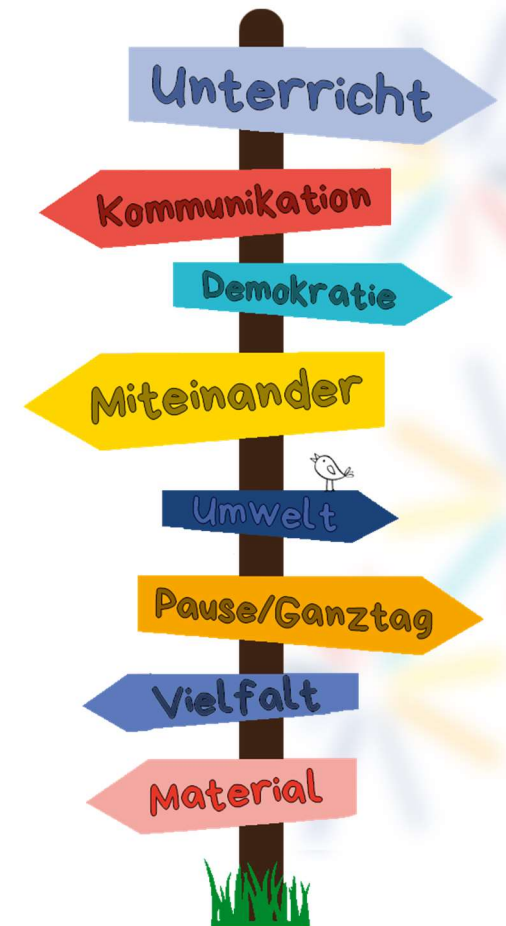 Unterricht
Kommunikation
Demokratie
Miteinander
Umwelt
Pause/Ganztag
Vielfalt
Material